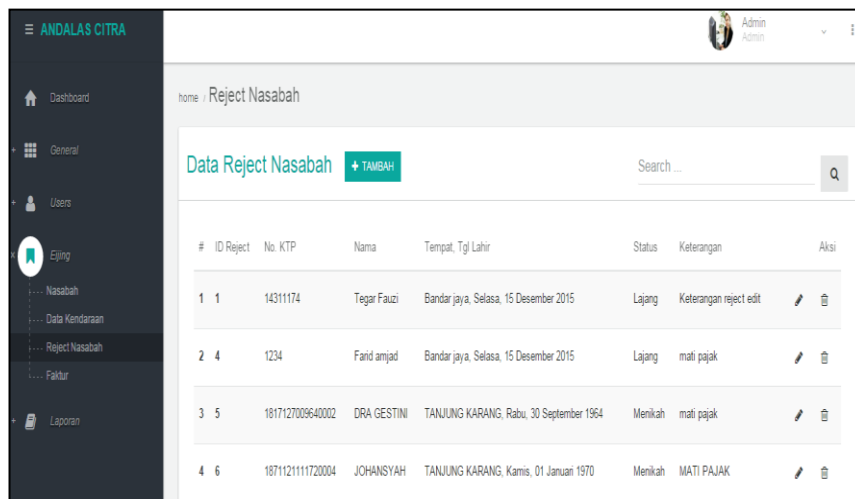 ≡ ANDALAS CITRA
Admin
Admin
Dashboard
General
Users
Eijing
Nasabah
Data Kendaraan
Reject Nasabah
Faktur
Laporan
home / Reject Nasabah
Data Reject Nasabah + TAMBAH Search ...
# ID Reject No. KTP Nama Tempat, Tgl Lahir Status Keterangan Aksi
1 1 14311174 Tegar Fauzi Bandar jaya, Selasa, 15 Desember 2015 Lajang Keterangan reject edit
2 4 1234 Farid amjad Bandar jaya, Selasa, 15 Desember 2015 Lajang mati pajak
3 5 1817127009640002 DRA GESTINI TANJUNG KARANG, Rabu, 30 September 1964 Menikah mati pajak
4 6 1871121111720004 JOHANSYAH TANJUNG KARANG, Kamis, 01 Januari 1970 Menikah MATI PAJAK